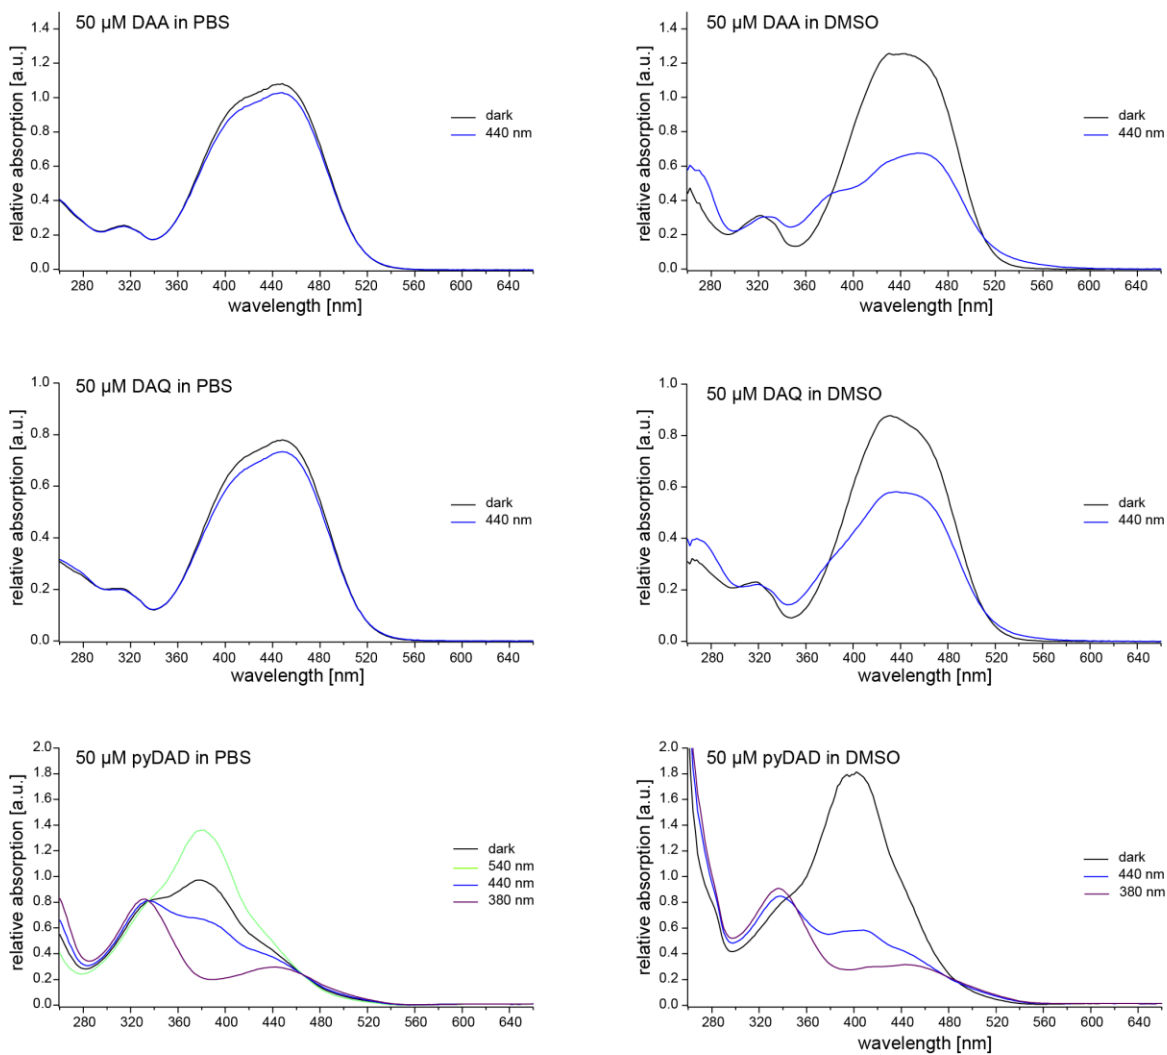 50 µM DAA in PBS
relative absorption [a.u.]
1.4
1.2
1.0
0.8
0.6
0.4
0.2
0.0
dark
440 nm
280 320 360 400 440 480 520 560 600 640
wavelength [nm]
50 µM DAA in DMSO
relative absorption [a.u.]
1.4
1.2
1.0
0.8
0.6
0.4
0.2
0.0
dark
440 nm
280 320 360 400 440 480 520 560 600 640
wavelength [nm]
50 µM DAQ in PBS
relative absorption [a.u.]
1.0
0.8
0.6
0.4
0.2
0.0
dark
440 nm
280 320 360 400 440 480 520 560 600 640
wavelength [nm]
50 µM DAQ in DMSO
relative absorption [a.u.]
1.0
0.8
0.6
0.4
0.2
0.0
dark
440 nm
280 320 360 400 440 480 520 560 600 640
wavelength [nm]
50 µM pyDAD in PBS
relative absorption [a.u.]
2.0
1.8
1.6
1.4
1.2
1.0
0.8
0.6
0.4
0.2
0.0
dark
540 nm
440 nm
380 nm
280 320 360 400 440 480 520 560 600 640
wavelength [nm]
50 µM pyDAD in DMSO
relative absorption [a.u.]
2.0
1.8
1.6
1.4
1.2
1.0
0.8
0.6
0.4
0.2
0.0
dark
440 nm
380 nm
280 320 360 400 440 480 520 560 600 640
wavelength [nm]